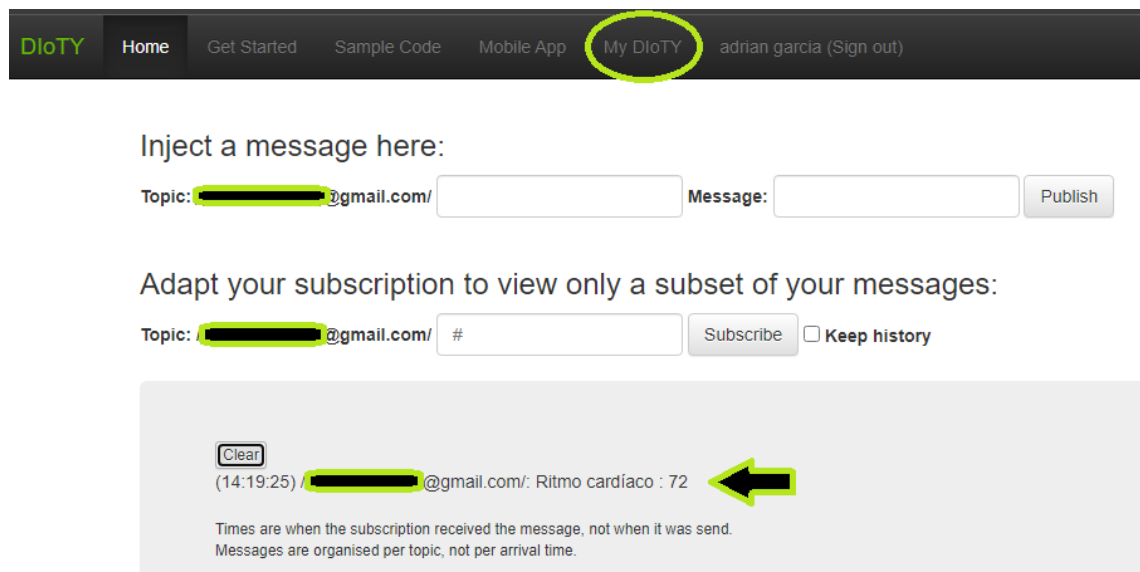 DIoTY Home Get Started Sample Code Mobile App My DIoTY adrian garcia (Sign out)
Inject a message here:
Topic: @gmail.com/ Message: Publish
Adapt your subscription to view only a subset of your messages:
Topic: / @gmail.com/ # Subscribe Keep history
Clear
(14:19:25) / @gmail.com/: Ritmo cardíaco : 72
Times are when the subscription received the message, not when it was send.
Messages are organised per topic, not per arrival time.